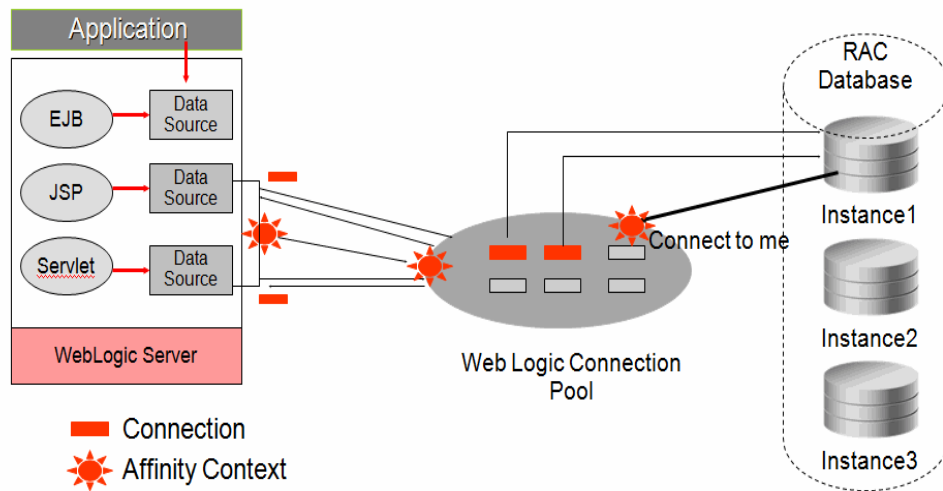 Application
EJB
Data
Source
JSP
Data
Source
Servlet
Data
Source
WebLogic Server
Connect to me
Web Logic Connection
Pool
RAC
Database
Instance1
Instance2
Instance3
Connection
Affinity Context